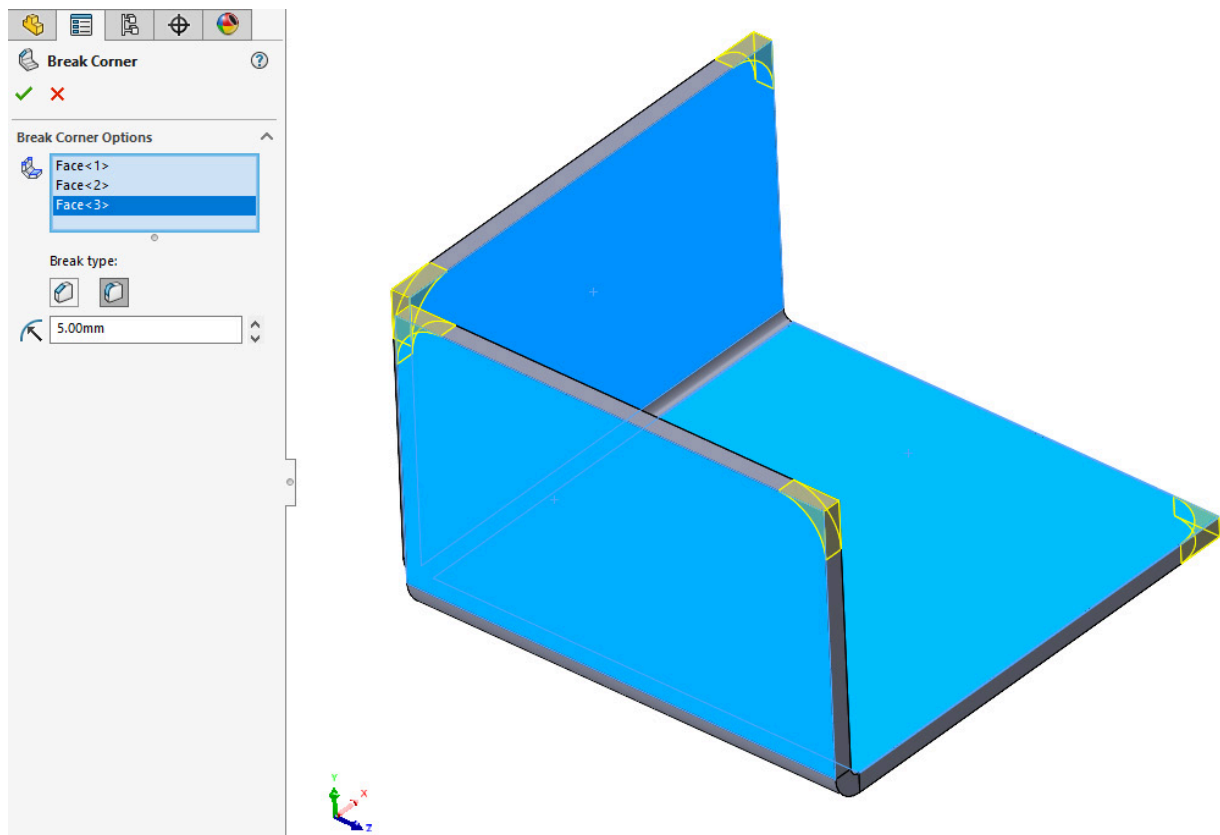 Break Corner
?
Break Corner Options
Face<1>
Face<2>
Face<3>
Break type:
5.00mm
Y
X
Z